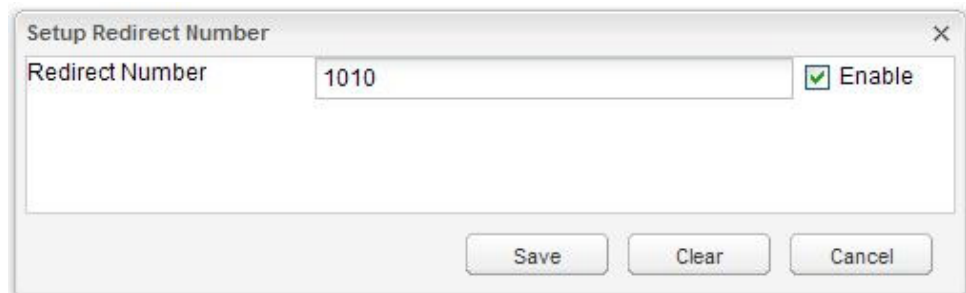 Setup Redirect Number
Redirect Number 1010 Enable
Save Clear Cancel